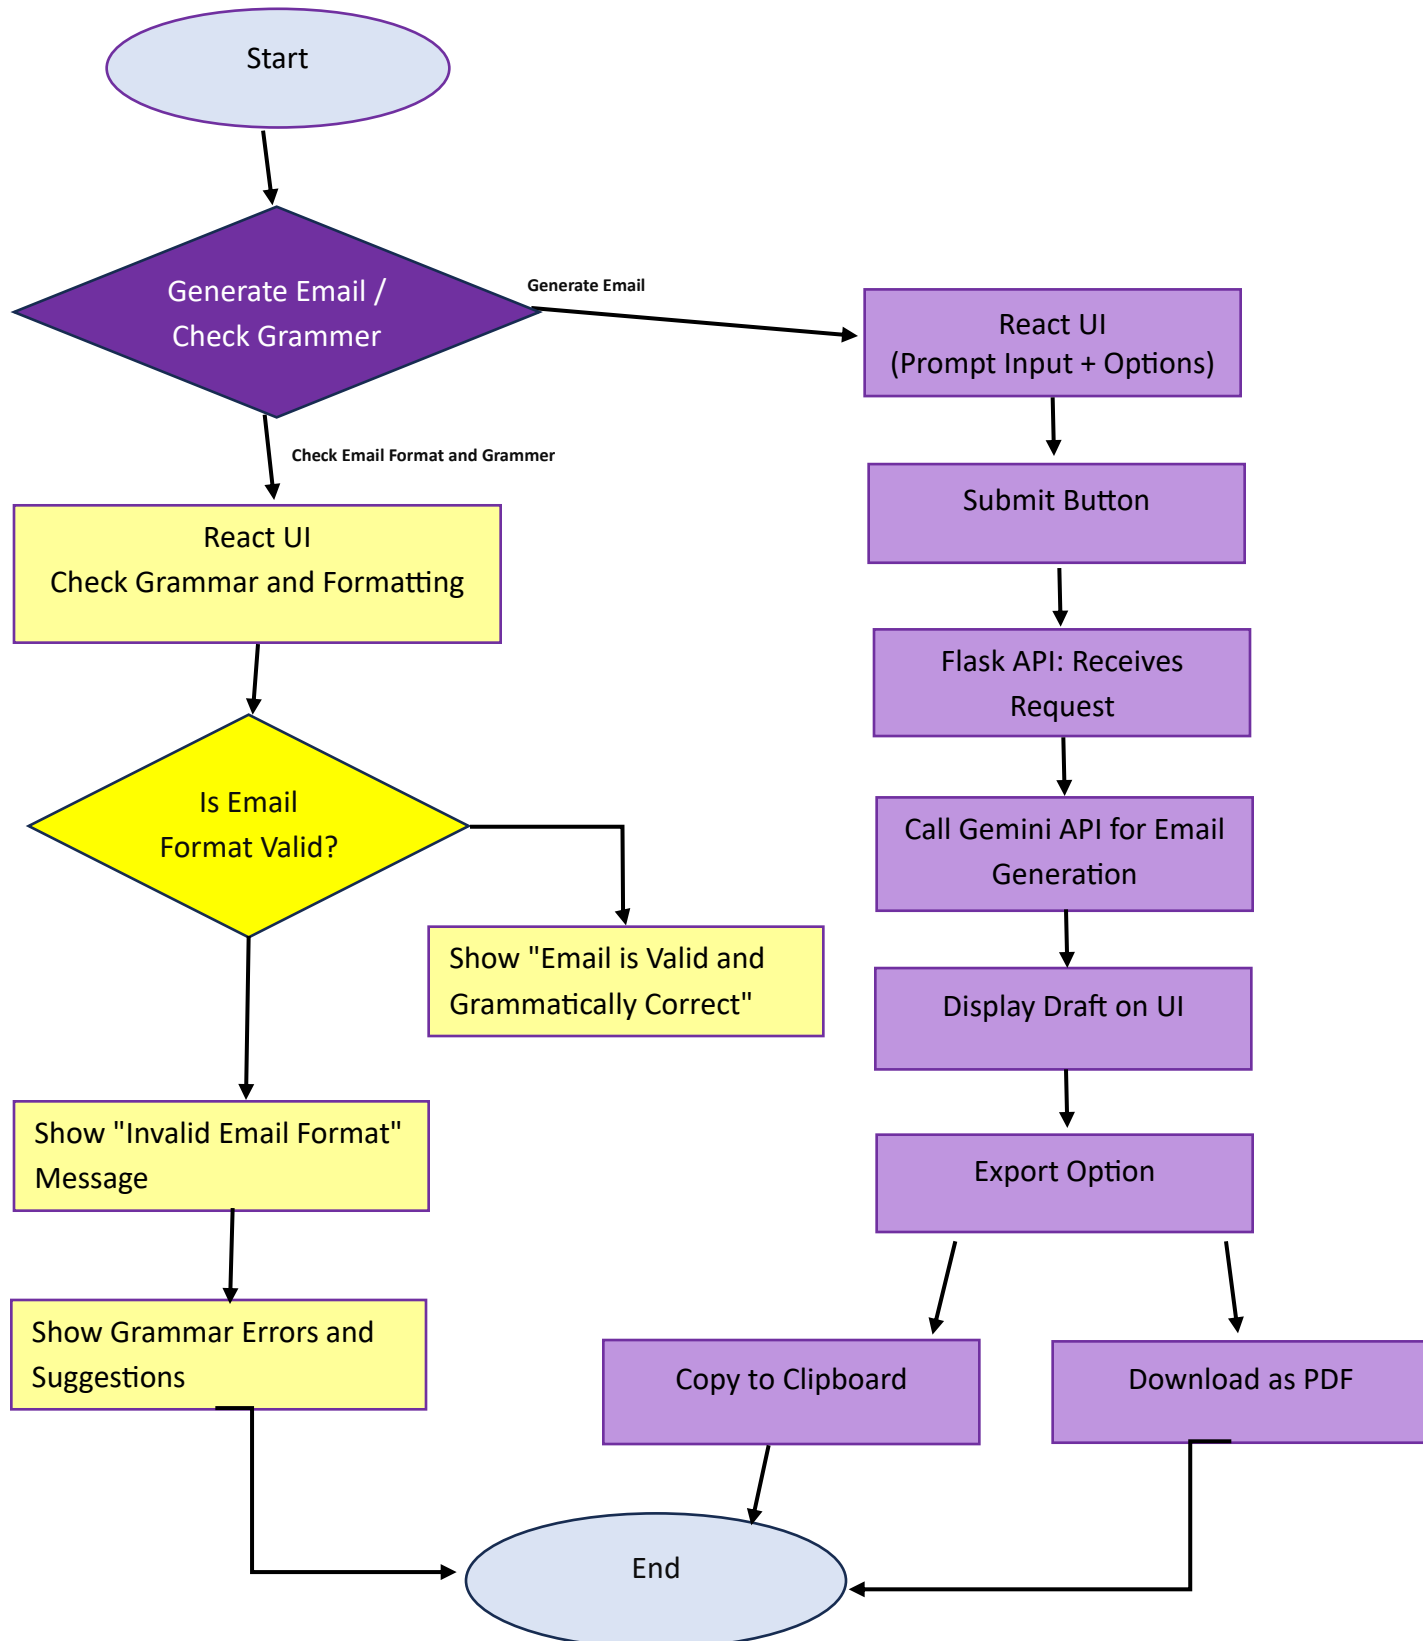 Start
Generate Email /
Check Grammer
Generate Email
React UI
(Prompt Input + Options)
Check Email Format and Grammer
Submit Button
React UI
Check Grammar and Formatting
Flask API: Receives
Request
Is Email
Format Valid?
Call Gemini API for Email
Generation
Show "Email is Valid and
Grammatically Correct"
Display Draft on UI
Show "Invalid Email Format"
Message
Export Option
Show Grammar Errors and
Suggestions
Copy to Clipboard
Download as PDF
End